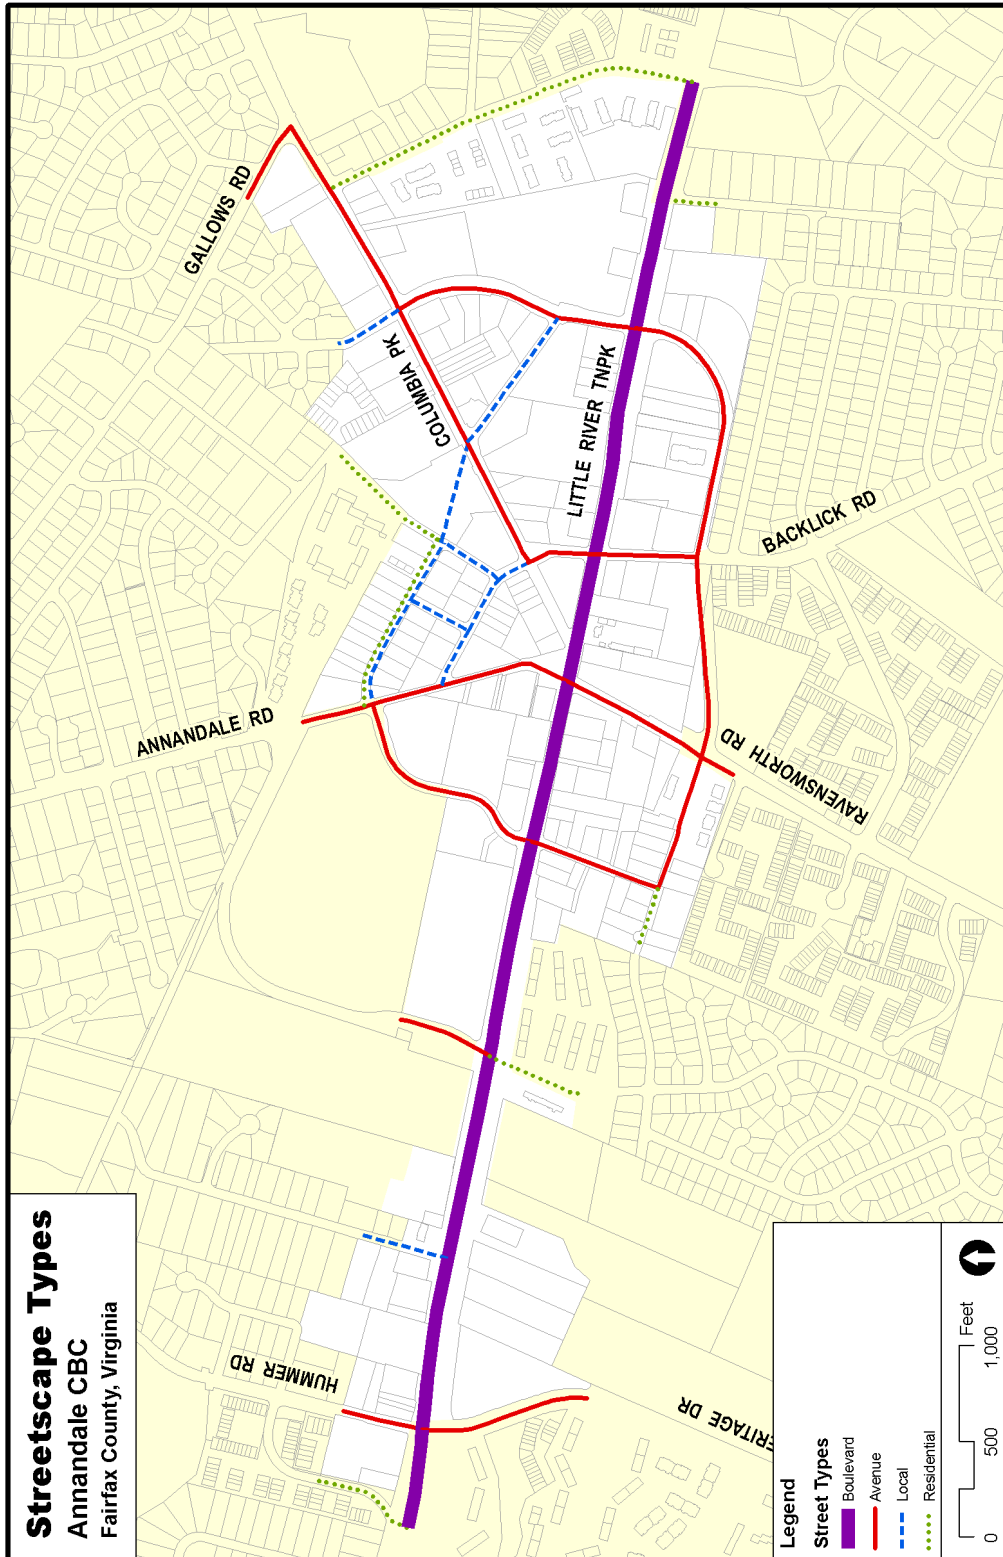 Streetscape Types
Annandale CBC
Fairfax County, Virginia
HUMMER RD
ERITAGE DR
ANNANDALE RD
RAVENSWORTH RD
GALLOWS RD
COLUMBIA PK
LITTLE RIVER TNPK
BACKLICK RD
Legend
Street Types
Boulevard
Avenue
Local
Residential
Feet
0 500 1,000